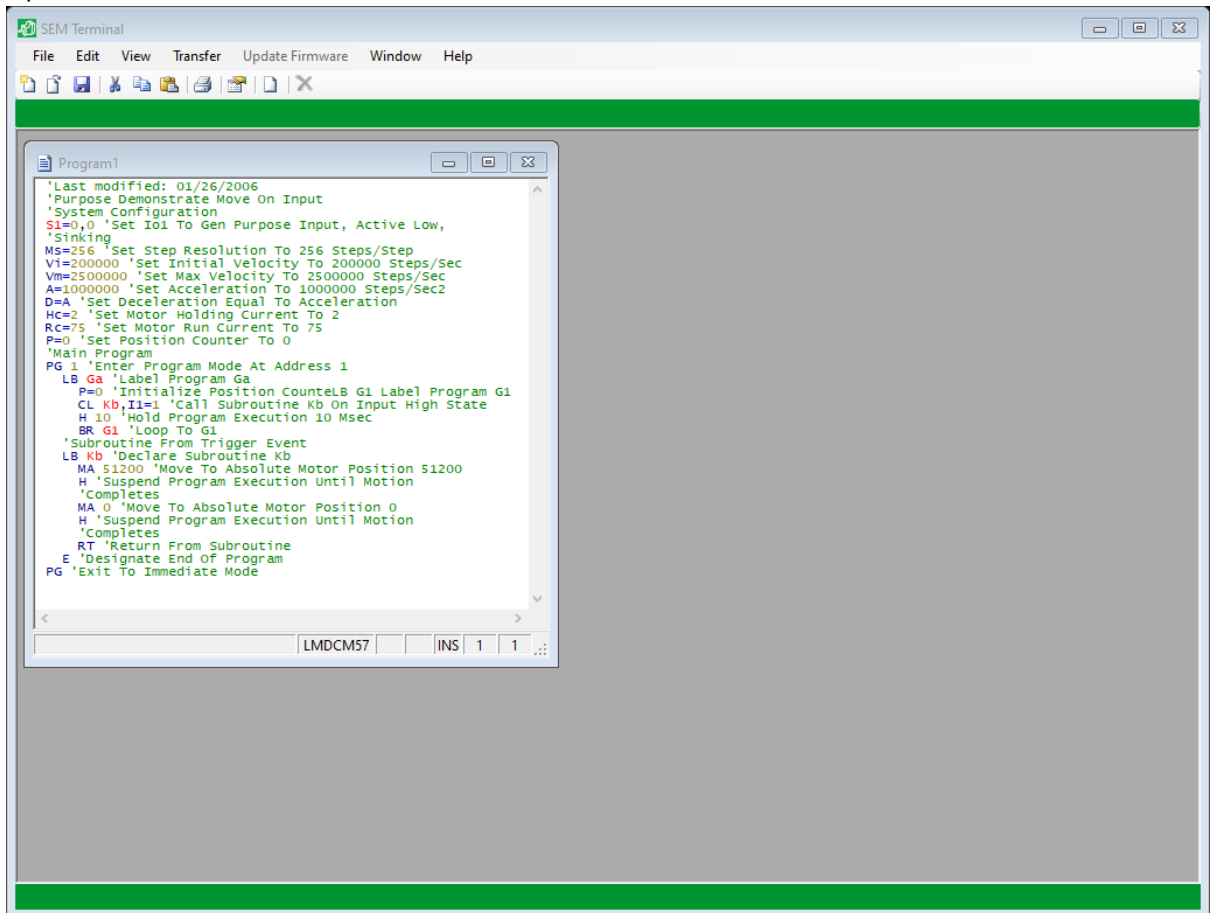 SEM Terminal
File Edit View Transfer Update Firmware Window Help
Program1
'Last modified: 01/26/2006
'Purpose Demonstrate Move On Input
'System Configuration
S1=0,0 'Set Io1 To Gen Purpose Input, Active Low,
'Sinking
Ms=256 'Set Step Resolution To 256 Steps/Step
Vi=200000 'Set Initial Velocity To 200000 Steps/Sec
Vm=2500000 'Set Max Velocity To 2500000 Steps/Sec
A=1000000 'Set Acceleration To 1000000 Steps/Sec2
D=A 'Set Deceleration Equal To Acceleration
Hc=2 'Set Motor Holding Current To 2
Rc=75 'Set Motor Run Current To 75
P=0 'Set Position Counter To 0
'Main Program
PG 1 'Enter Program Mode At Address 1
LB Ga 'Label Program Ga
P=0 'Initialize Position CounteLB G1 Label Program G1
CL Kb,I1=1 'Call Subroutine Kb On Input High State
H 10 'Hold Program Execution 10 Msec
BR G1 'Loop To G1
'Subroutine From Trigger Event
LB Kb 'Declare Subroutine Kb
MA 51200 'Move To Absolute Motor Position 51200
H 'Suspend Program Execution Until Motion
'Completes
MA 0 'Move To Absolute Motor Position 0
H 'Suspend Program Execution Until Motion
'Completes
RT 'Return From Subroutine
E 'Designate End Of Program
PG 'Exit To Immediate Mode
LMDCM57 INS 1 1